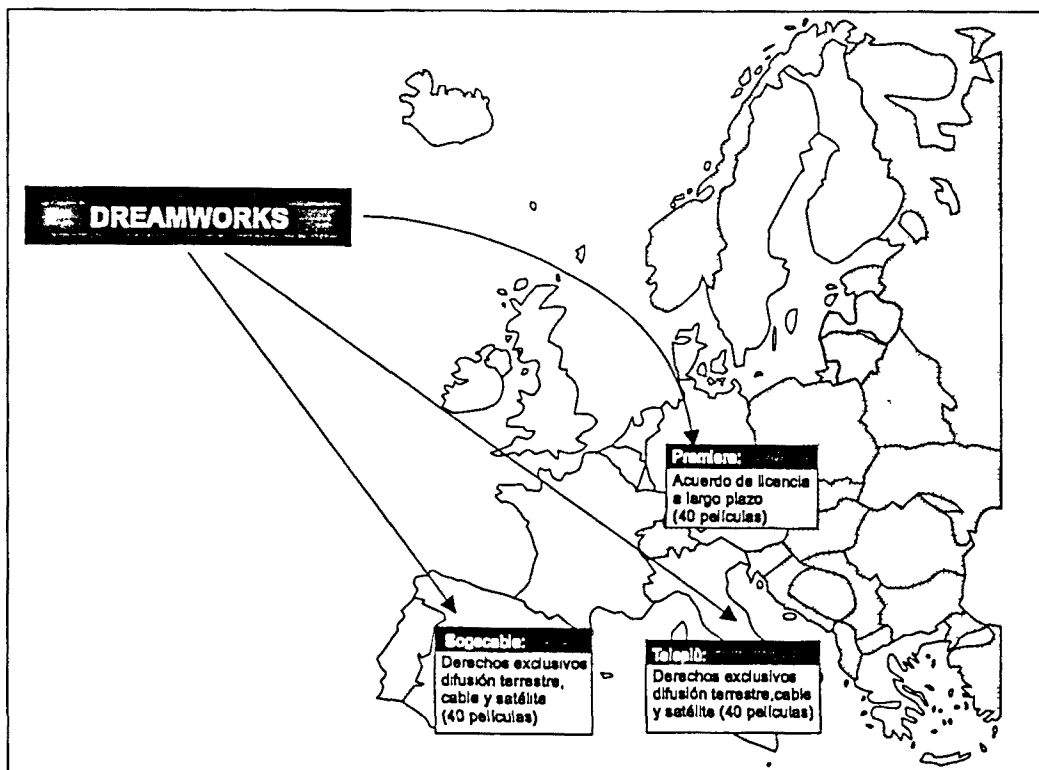 DREAMWORKS
Premiere:
Acuerdo de licencia
a largo plazo
(40 películas)
Sogecable:
Derechos exclusivos
difusión terrestre,
cable y satélite
(40 películas)
Telepiù:
Derechos exclusivos
difusión terrestre,cable
y satélite (40 películas)